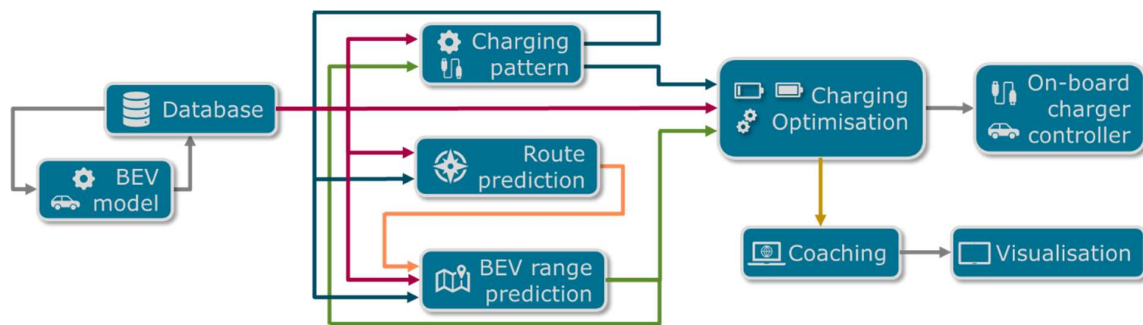 Database
BEV
model
Charging
pattern
Route
prediction
BEV range
prediction
Charging
Optimisation
On-board
charger
controller
Coaching
Visualisation